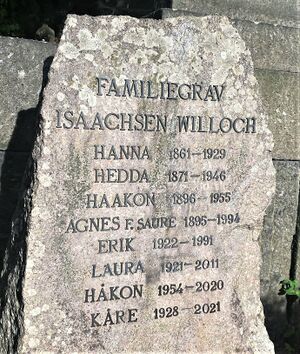 FAMILIEGRAV
ISAACHSEN/WILLOCH
HANNA 1861-1929
HEDDA 1871-1946
HAAKON 1896-1955
AGNES F. SAURE 1895-1994
ERIK 1922-1991
LAURA 1921-2011
HÅKON 1954-2020
KÅRE 1928-2021